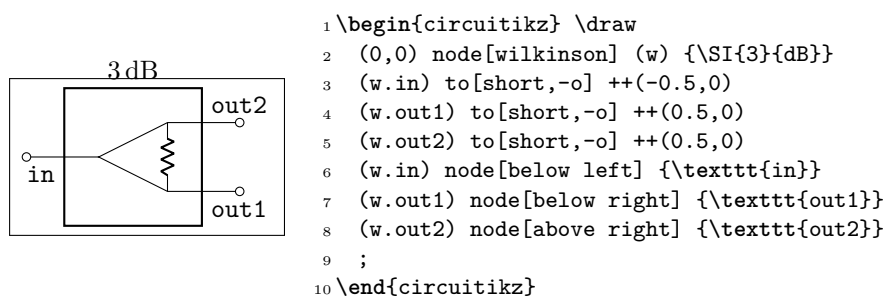 3 dB
out2
in
out1
1 \begin{circuitikz} \draw
2   (0,0) node[wilkinson] (w) {\SI{3}{dB}}
3   (w.in) to[short,-o] ++(-0.5,0)
4   (w.out1) to[short,-o] ++(0.5,0)
5   (w.out2) to[short,-o] ++(0.5,0)
6   (w.in) node[below left] {\texttt{in}}
7   (w.out1) node[below right] {\texttt{out1}}
8   (w.out2) node[above right] {\texttt{out2}}
9   ;
10 \end{circuitikz}